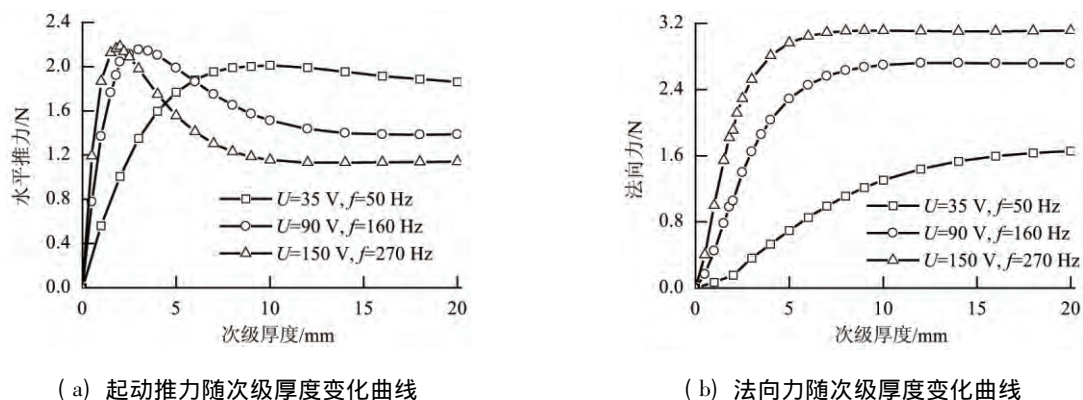 2.4
2.0
1.6
1.2
0.8
0.4
0.0
水平推力/N
U=35 V, f=50 Hz
U=90 V, f=160 Hz
U=150 V, f=270 Hz
0 5 10 15 20
次级厚度/mm
( a) 起动推力随次级厚度变化曲线
3.2
2.4
1.6
0.8
0.0
法向力/N
U=35 V, f=50 Hz
U=90 V, f=160 Hz
U=150 V, f=270 Hz
0 5 10 15 20
次级厚度/mm
( b) 法向力随次级厚度变化曲线